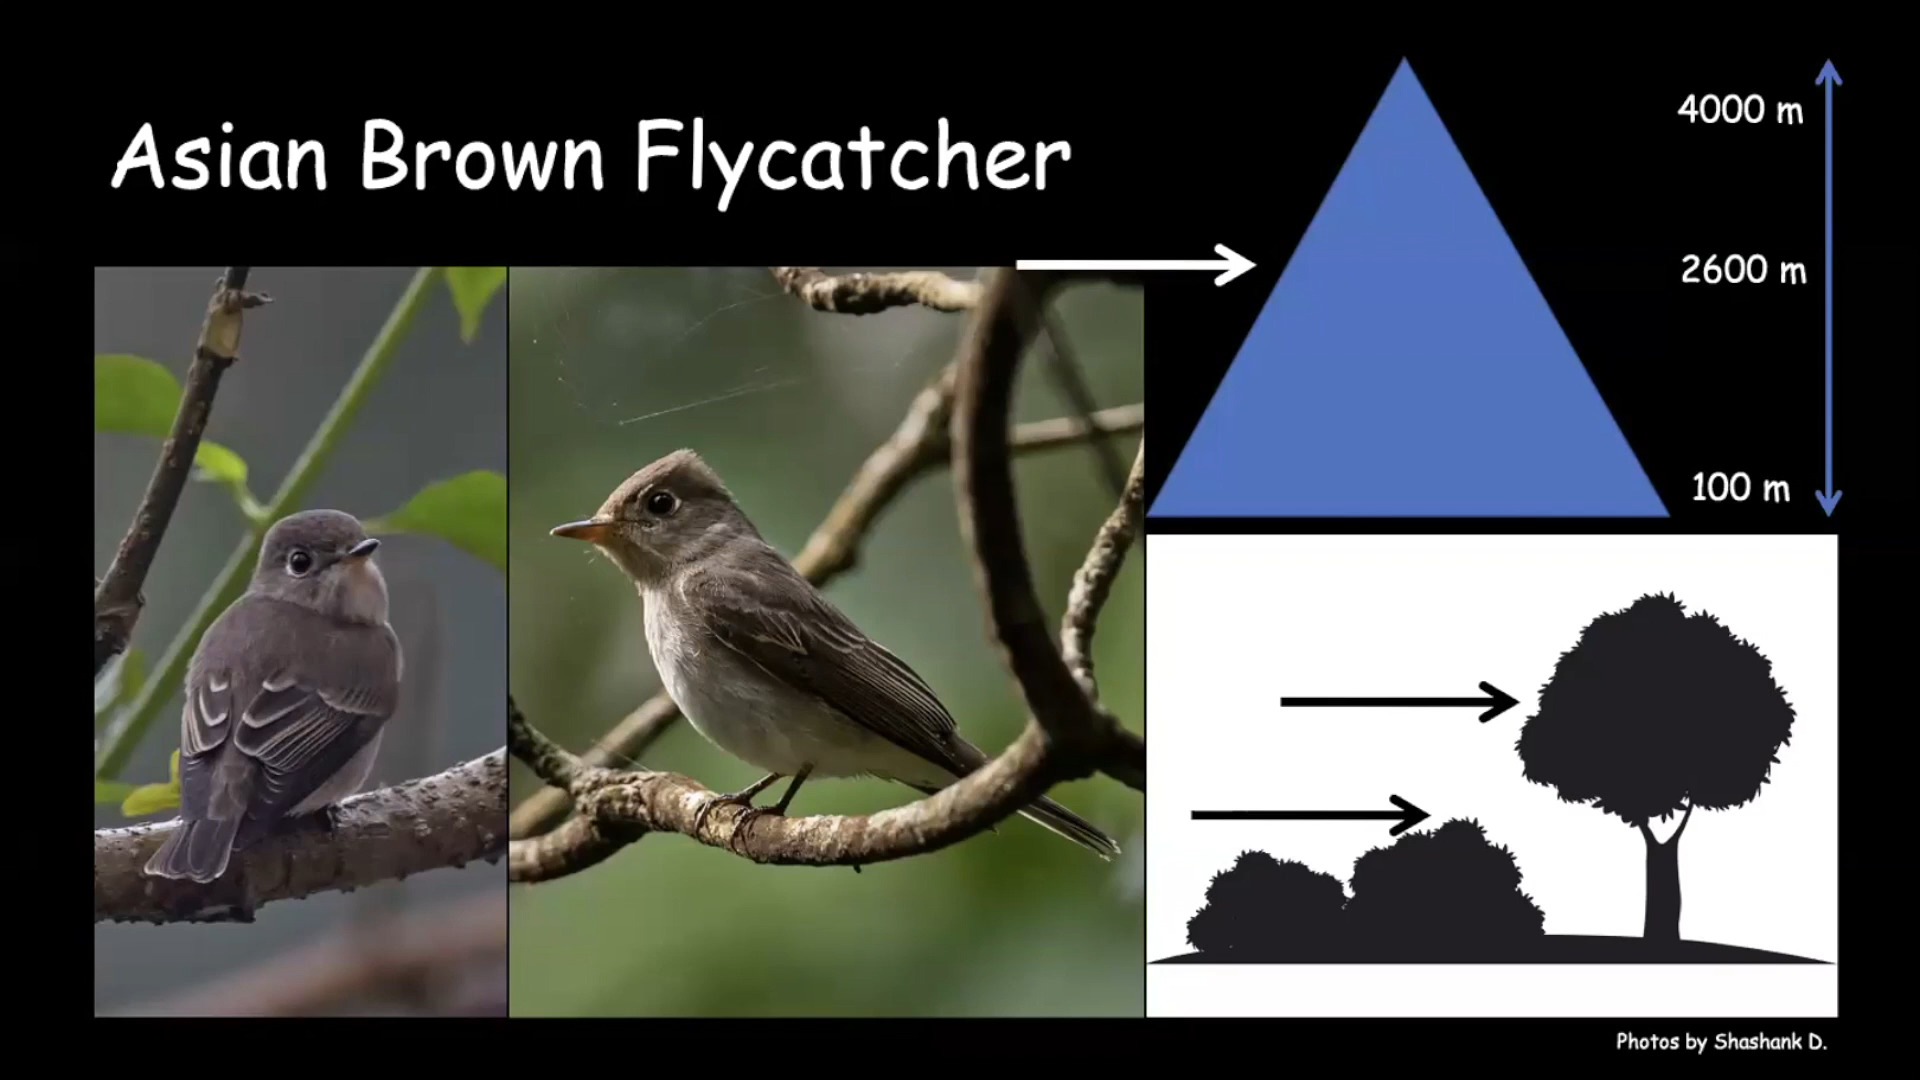 Asian Brown Flycatcher
4000 m
2600 m
100 m
Photos by Shashank D.